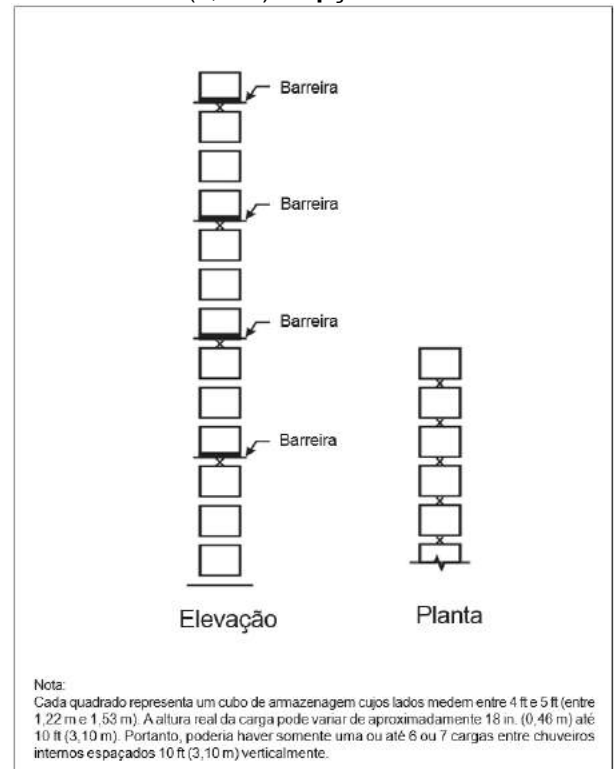 Barreira
Barreira
Barreira
Barreira
Elevação
Planta
Nota:
Cada quadrado representa um cubo de armazenagem cujos lados medem entre 4 ft e 5 ft (entre
1,22 m e 1,53 m). A altura real da carga pode variar de aproximadamente 18 in. (0,46 m) até
10 ft (3,10 m). Portanto, poderia haver somente uma ou até 6 ou 7 cargas entre chuveiros
internos espaçados 10 ft (3,10 m) verticalmente.